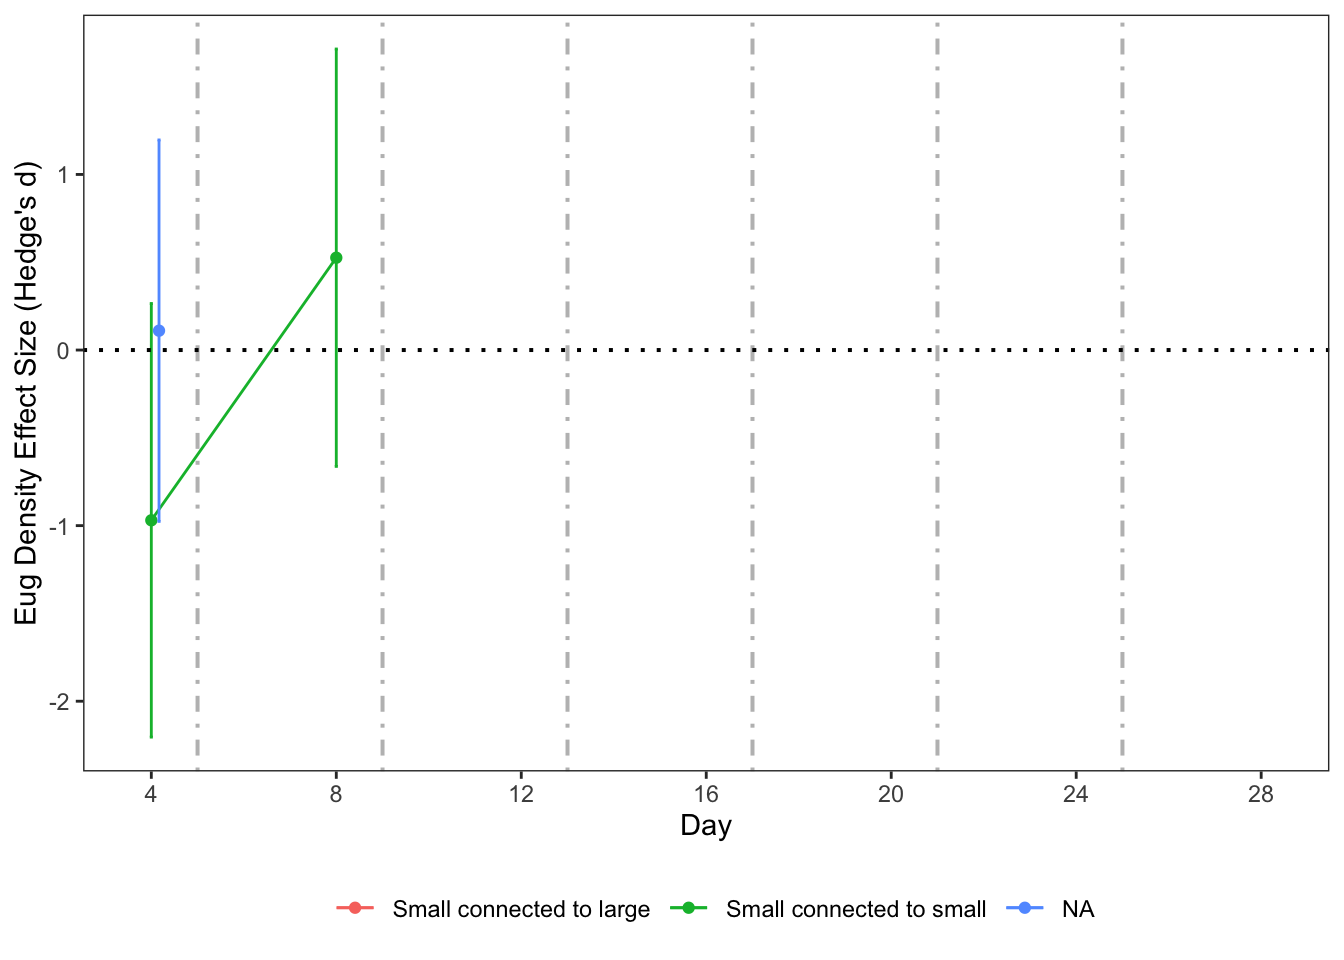 Eug Density Effect Size (Hedge's d)
1
0
-1
-2
4 8 12 16 20 24 28
Day
Small connected to large Small connected to small NA